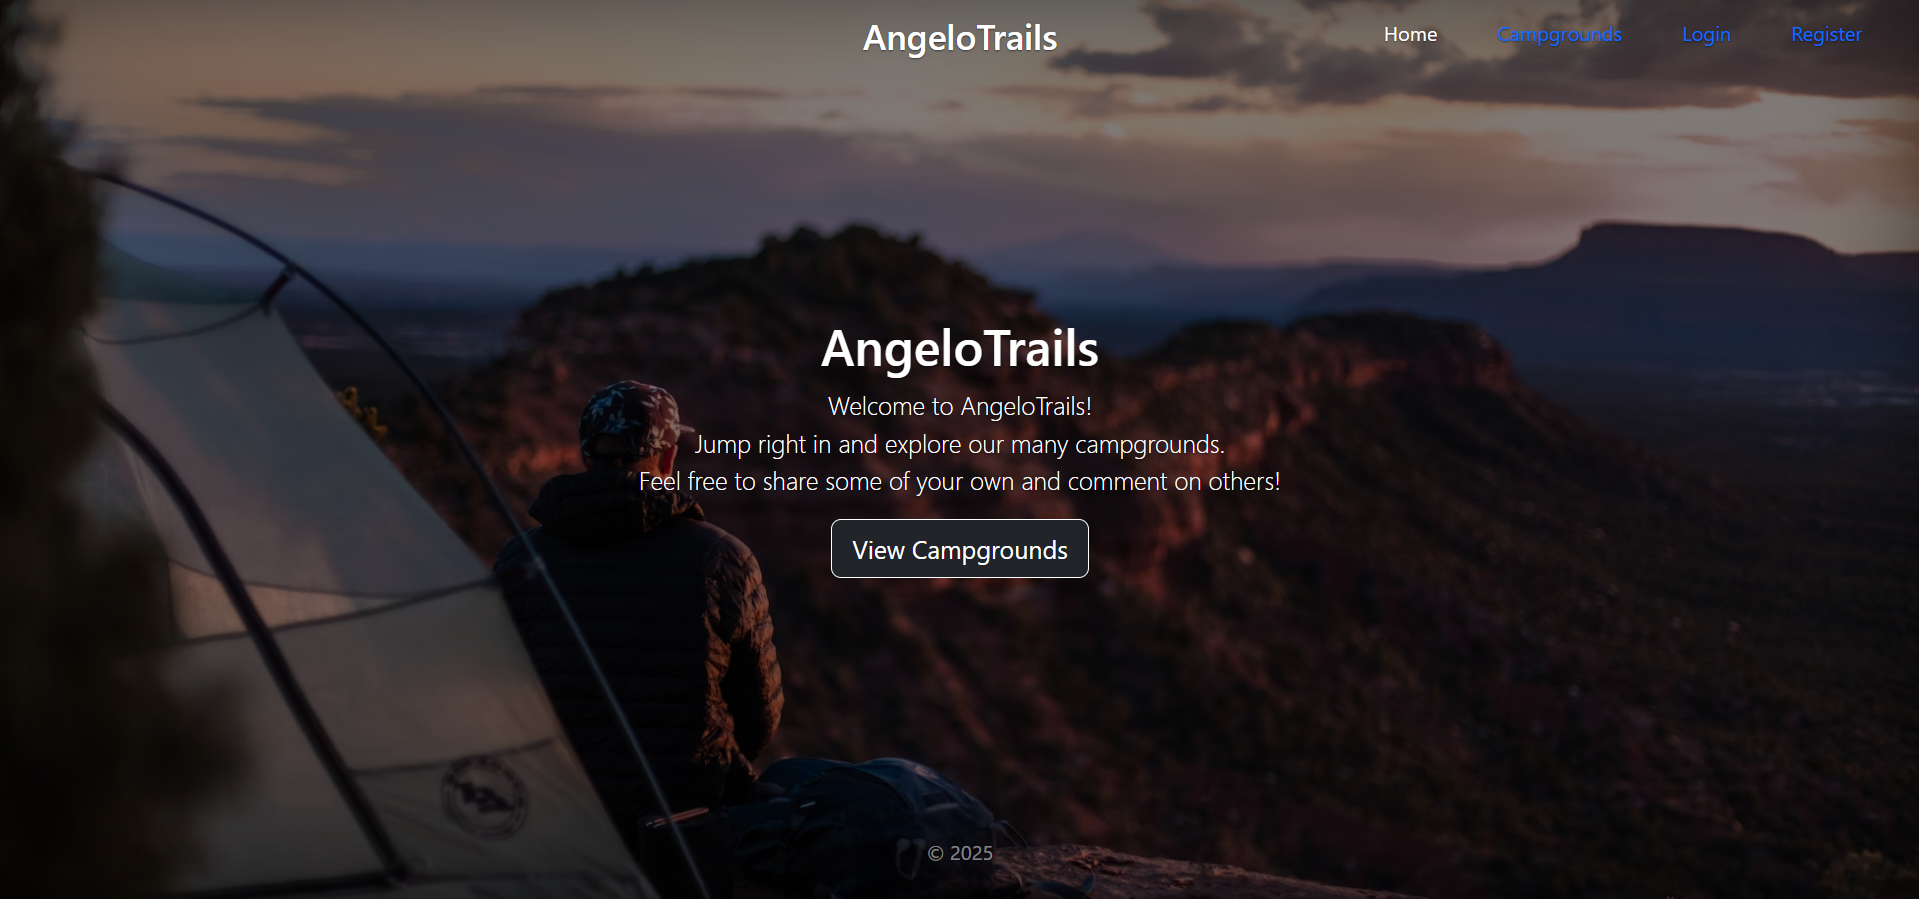 AngeloTrails
Home Campgrounds Login Register
AngeloTrails
Welcome to AngeloTrails!
Jump right in and explore our many campgrounds.
Feel free to share some of your own and comment on others!
View Campgrounds
© 2025